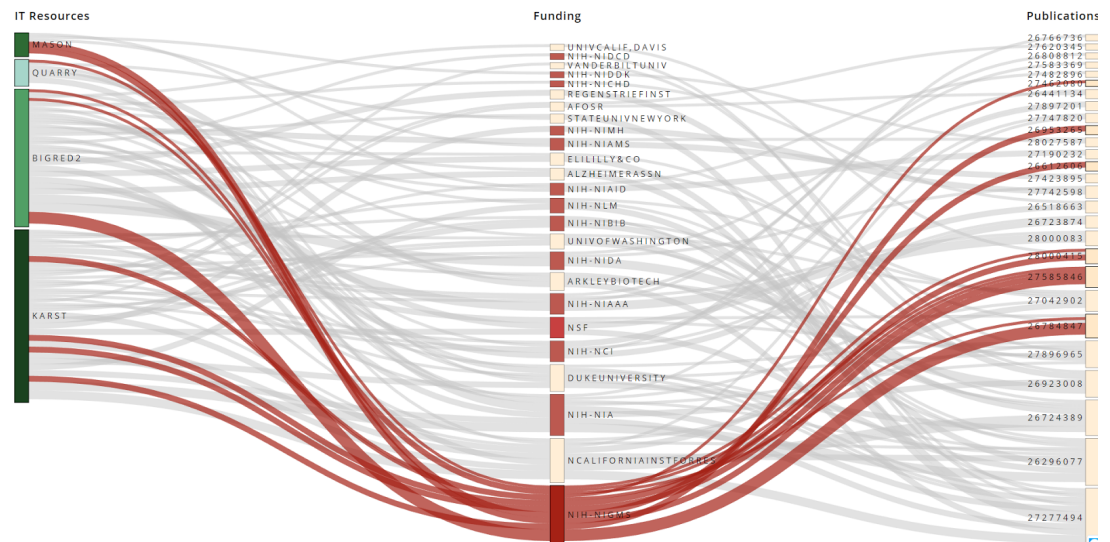 IT Resources
Funding
Publications
MASON
QUARRY
BIGRED2
KARST
UNIVCALIF,DAVIS
NIH-NIDCD
VANDERBILTUNIV
NIH-NIDDK
NIH-NICHD
REGENSTRIEFINST
AFOSR
STATEUNIVNEWYORK
NIH-NIMH
NIH-NIAMS
ELILILLY&CO
ALZHEIMERASSN
NIH-NIAID
NIH-NLM
NIH-NIBIB
UNIVOFWASHINGTON
NIH-NIDA
ARKLEYBIOTECH
NIH-NIAAA
NSF
NIH-NCI
DUKEUNIVERSITY
NIH-NIA
NCALIFORNIAINSTFORRES
NIH-NIGMS
26766736
27620345
26808812
27583369
27482896
27462080
26441134
27897201
27747820
26953265
28027587
27190232
26612606
27423895
27742598
26518663
26723874
28000083
28000415
27585846
27042902
26784847
27896965
26923008
26724389
26296077
27277494